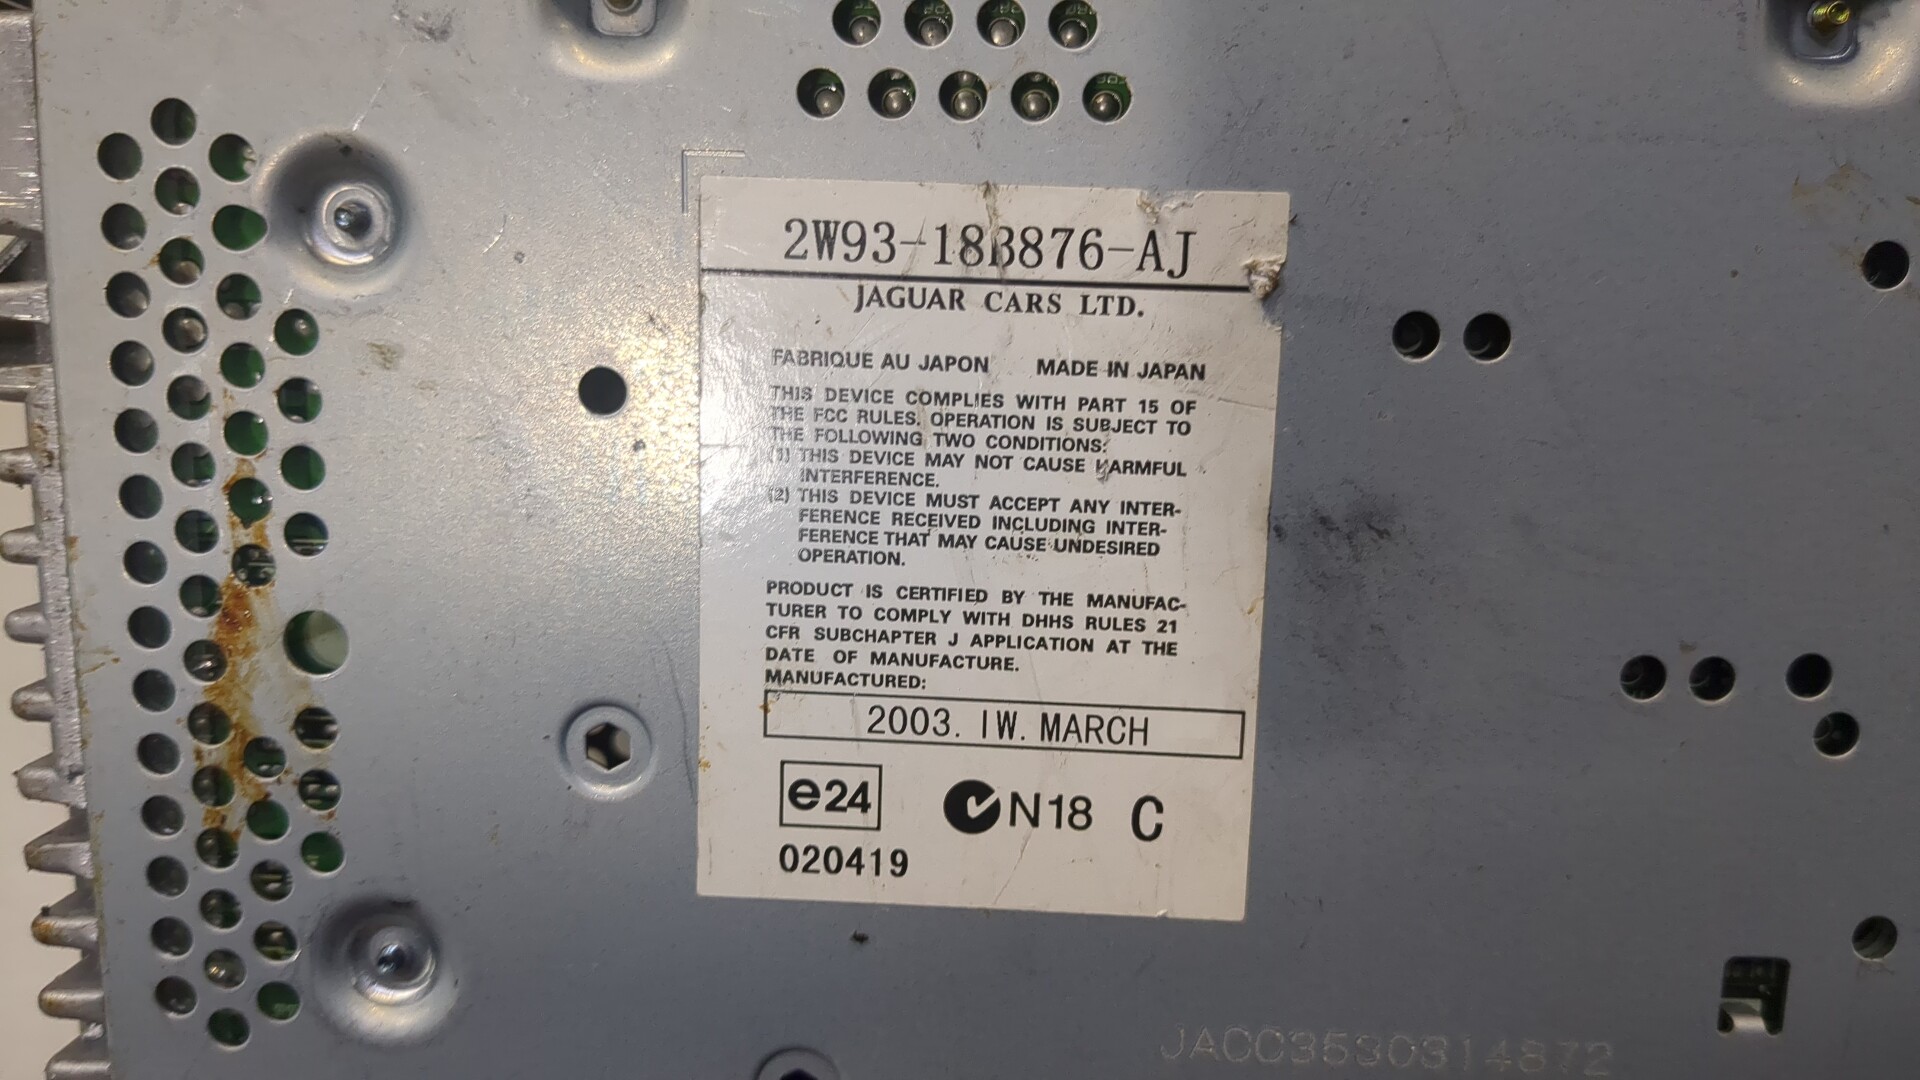 2W93-18B876-AJ
JAGUAR CARS LTD.
FABRIQUE AU JAPON MADE IN JAPAN
THIS DEVICE COMPLIES WITH PART 15 OF
THE FCC RULES. OPERATION IS SUBJECT TO
THE FOLLOWING TWO CONDITIONS:
(1) THIS DEVICE MAY NOT CAUSE HARMFUL
INTERFERENCE.
(2) THIS DEVICE MUST ACCEPT ANY INTER-
FERENCE RECEIVED INCLUDING INTER-
FERENCE THAT MAY CAUSE UNDESIRED
OPERATION.
PRODUCT IS CERTIFIED BY THE MANUFAC-
TURER TO COMPLY WITH DHHS RULES 21
CFR SUBCHAPTER J APPLICATION AT THE
DATE OF MANUFACTURE.
MANUFACTURED:
2003. 1W. MARCH
e24 N18 C
020419
JACC3530314872